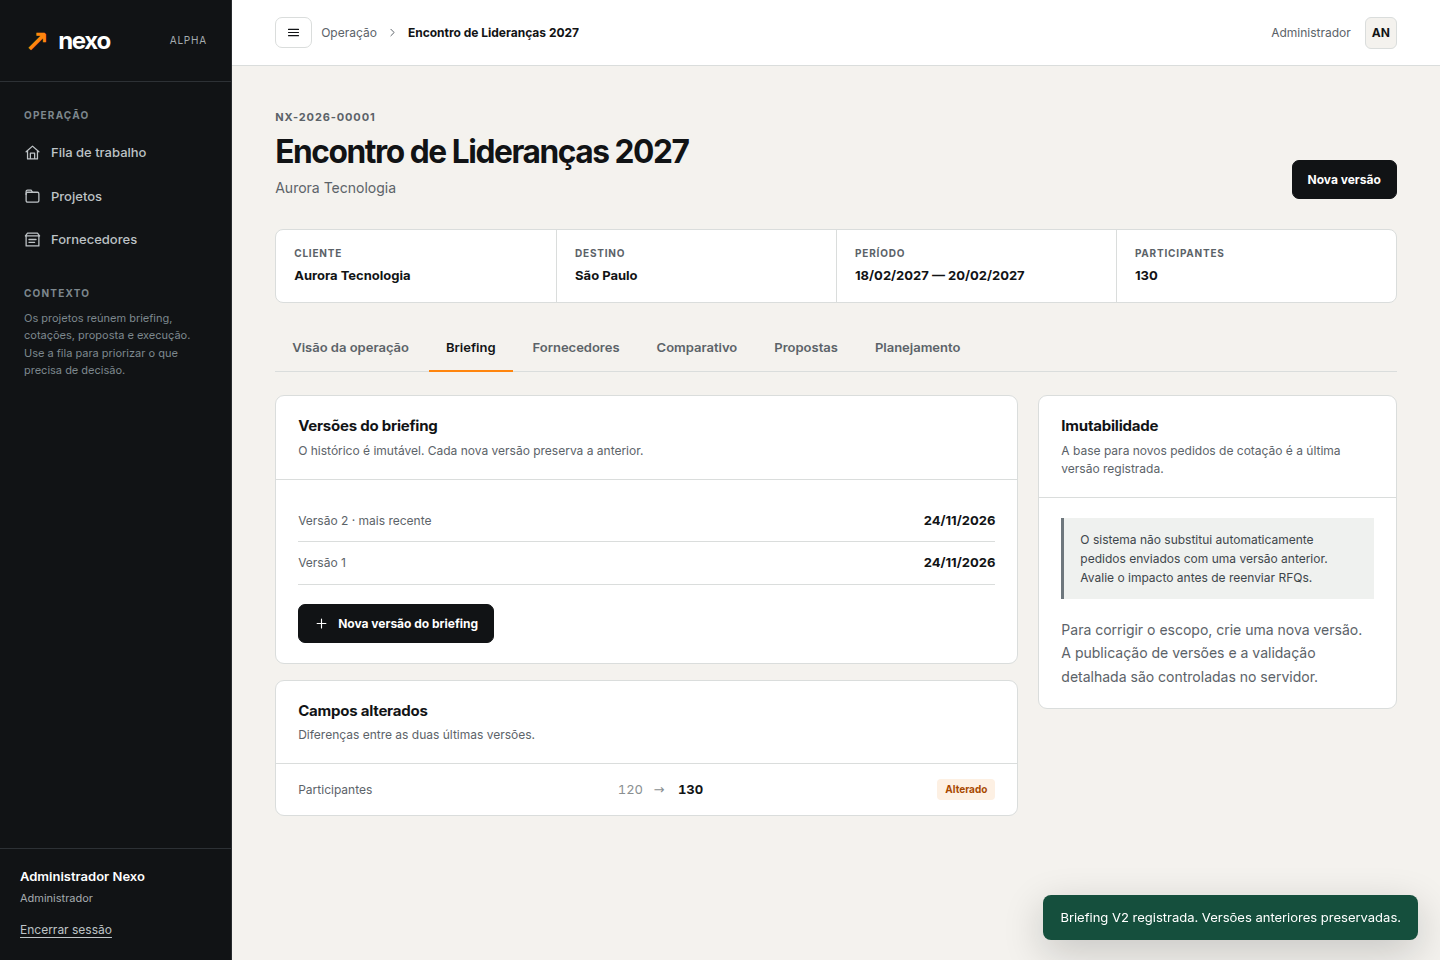 nexo
ALPHA
OPERAÇÃO
Fila de trabalho
Projetos
Fornecedores
CONTEXTO
Os projetos reúnem briefing,
cotações, proposta e execução.
Use a fila para priorizar o que
precisa de decisão.
Administrador Nexo
Administrador
Encerrar sessão
Operação
Encontro de Lideranças 2027
Administrador
AN
NX-2026-00001
Encontro de Lideranças 2027
Aurora Tecnologia
Nova versão
CLIENTE
Aurora Tecnologia
DESTINO
São Paulo
PERÍODO
18/02/2027 — 20/02/2027
PARTICIPANTES
130
Visão da operação
Briefing
Fornecedores
Comparativo
Propostas
Planejamento
Versões do briefing
O histórico é imutável. Cada nova versão preserva a anterior.
Versão 2 · mais recente
24/11/2026
Versão 1
24/11/2026
+ Nova versão do briefing
Campos alterados
Diferenças entre as duas últimas versões.
Participantes
120 → 130
Alterado
Imutabilidade
A base para novos pedidos de cotação é a última
versão registrada.
O sistema não substitui automaticamente
pedidos enviados com uma versão anterior.
Avalie o impacto antes de reenviar RFQs.
Para corrigir o escopo, crie uma nova versão.
A publicação de versões e a validação
detalhada são controladas no servidor.
Briefing V2 registrada. Versões anteriores preservadas.